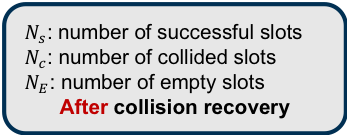 N_s: number of successful slots
N_c: number of collided slots
N_E: number of empty slots
After collision recovery